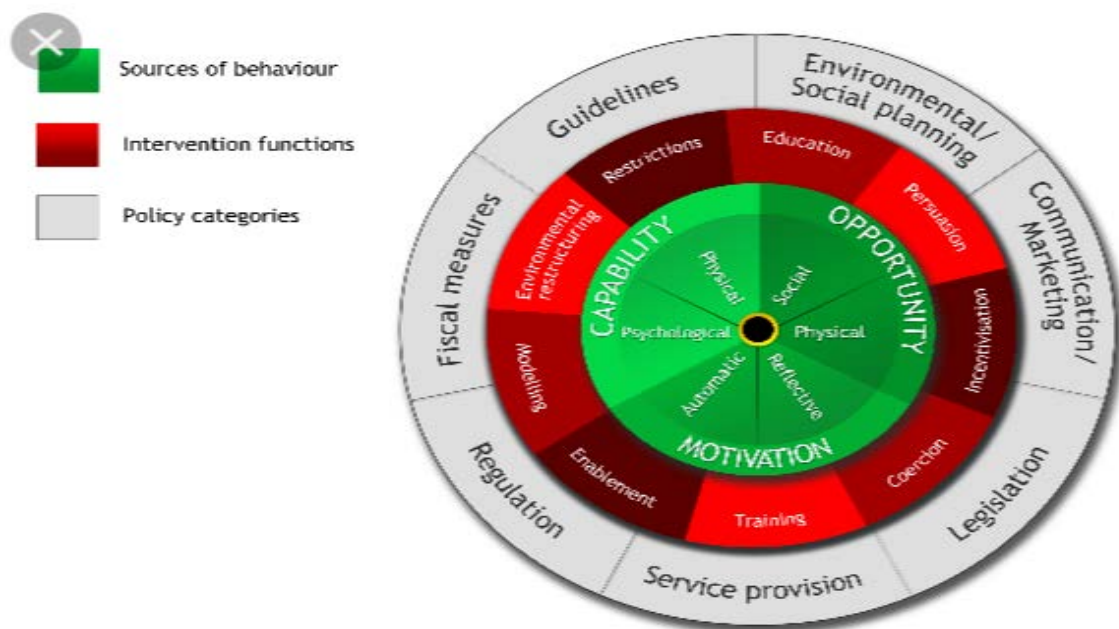 Sources of behaviour
Intervention functions
Policy categories
Guidelines
Environmental/
Social planning
Communication/
Marketing
Legislation
Service provision
Regulation
Fiscal measures
Restrictions
Education
Persuasion
Incentivisation
Coercion
Training
Enablement
Modelling
Environmental
restructuring
CAPABILITY
OPPORTUNITY
MOTIVATION
Physical
Social
Physical
Reflective
Automatic
Psychological